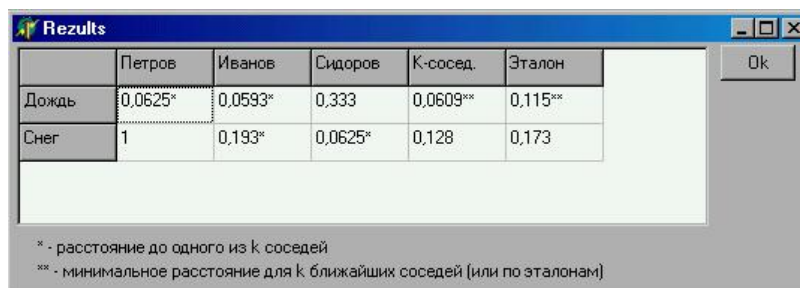 Rezults
Ok
Петров Иванов Сидоров К-сосед. Эталон
Дождь 0,0625* 0,0593* 0,333 0,0609** 0,115**
Снег 1 0,193* 0,0625* 0,128 0,173
* - расстояние до одного из k соседей
** - минимальное расстояние для k ближайших соседей (или по эталонам)